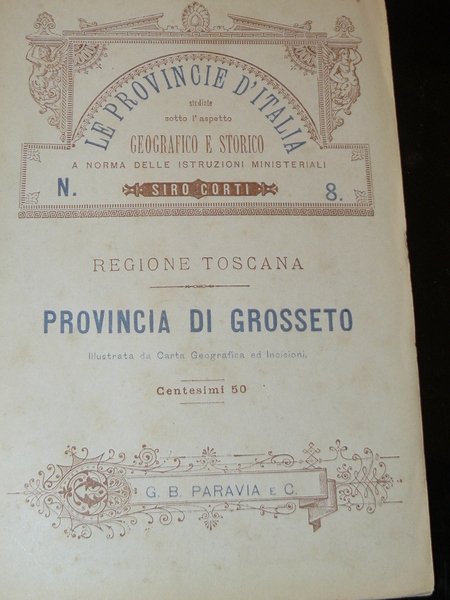 LE PROVINCIE D'ITALIA
studiate
sotto l'aspetto
GEOGRAFICO E STORICO
A NORMA DELLE ISTRUZIONI MINISTERIALI
N. SIRO CORTI 8.
REGIONE TOSCANA
PROVINCIA DI GROSSETO
Illustrata da Carta Geografica ed Incisioni.
Centesimi 50
G. B. PARAVIA E C.